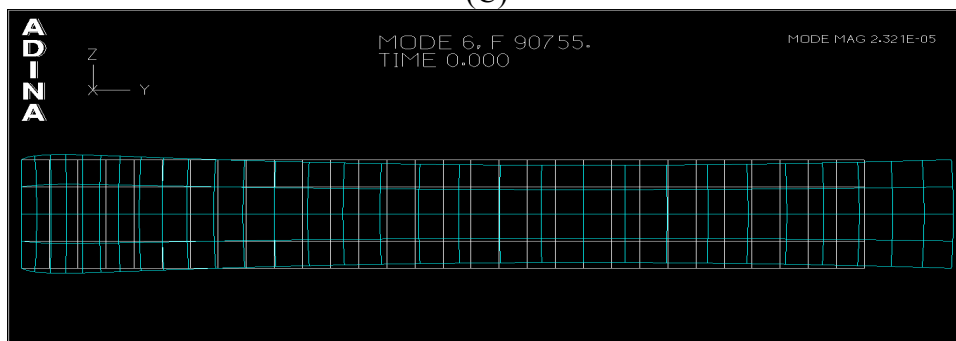 (C)
ADINA
Z
X Y
MODE 6, F 90755.
TIME 0.000
MODE MAG 2.321E-05